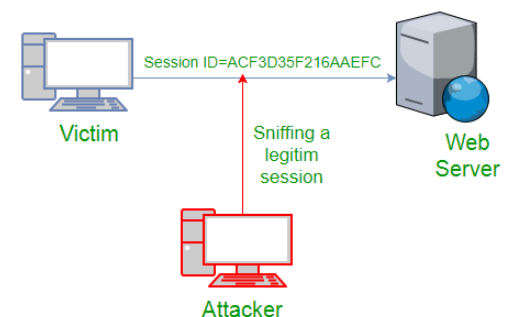 Session ID=ACF3D35F216AAEFC
Victim
Sniffing a
legitim
session
Web
Server
Attacker